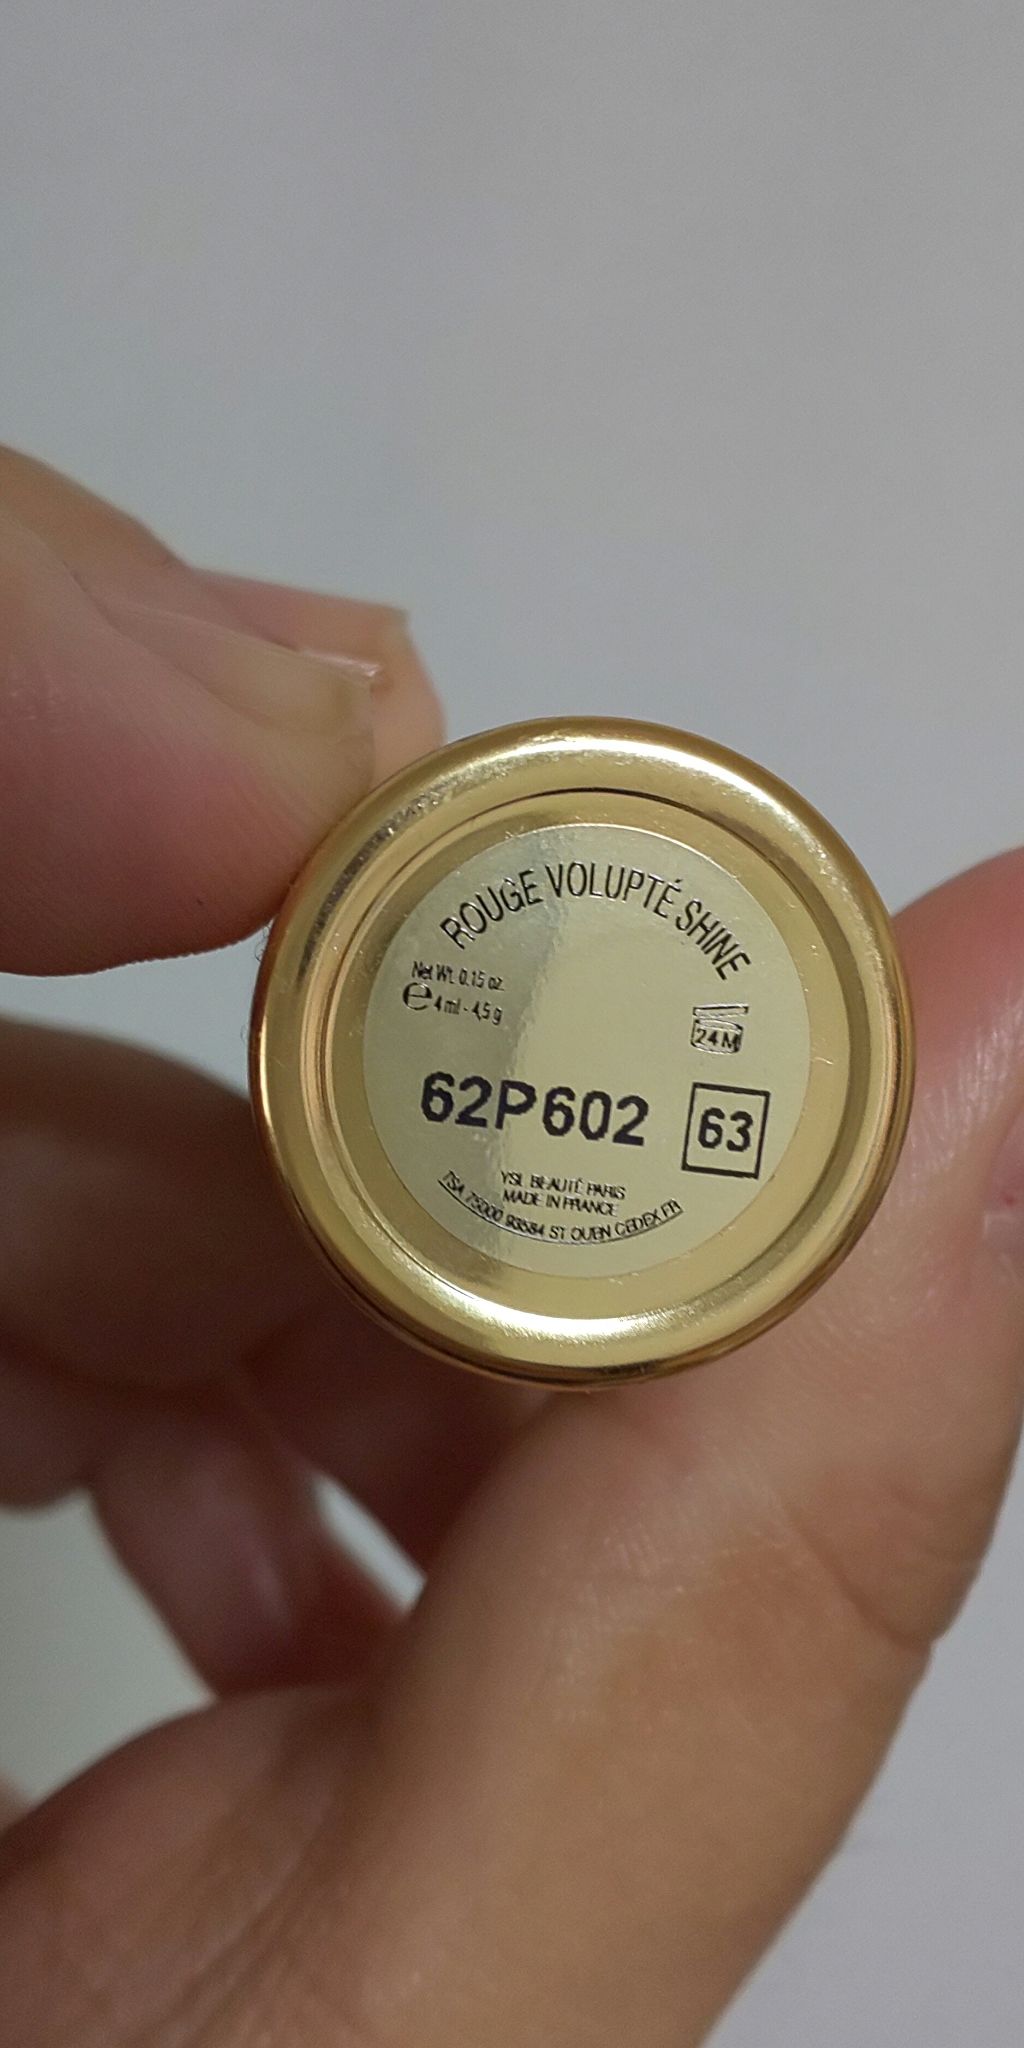 ROUGE VOLUPTÉ SHINE
Net Wt. 0.15 oz.
℮ 4 ml - 4,5 g
24 M
62P602
63
YSL BEAUTÉ PARIS
MADE IN FRANCE
TSA 75000 93584 ST OUEN CEDEX FR